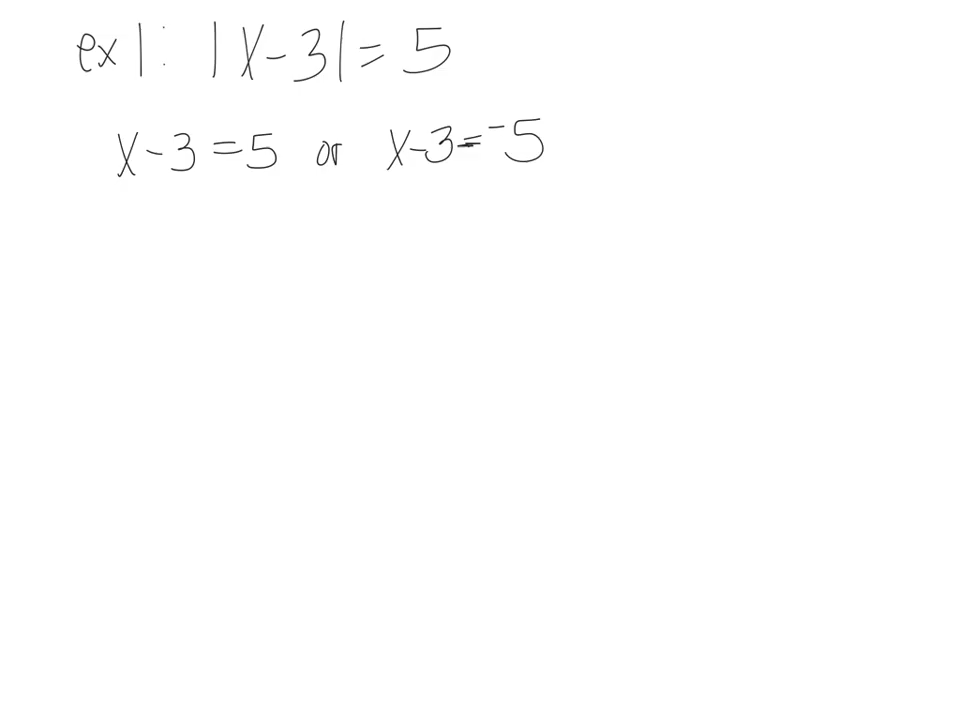 ex 1: |x-3| = 5
x-3=5 or x-3=⁻5